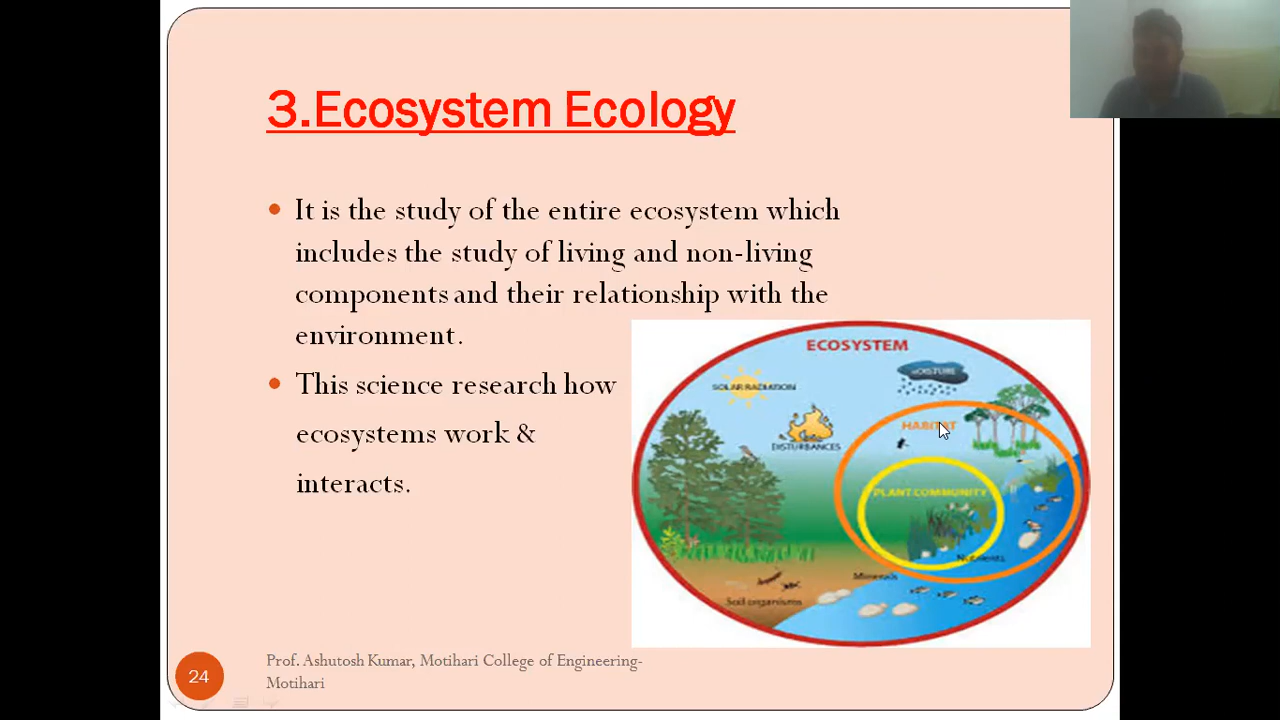 3.Ecosystem Ecology
It is the study of the entire ecosystem which
includes the study of living and non-living
components and their relationship with the
environment.
This science research how
ecosystems work &
interacts.
ECOSYSTEM
MOISTURE
SOLAR RADIATION
HABITAT
DISTURBANCES
PLANT COMMUNITY
Nutrients
Minerals
Soil organisms
Prof. Ashutosh Kumar, Motihari College of Engineering-
Motihari
24